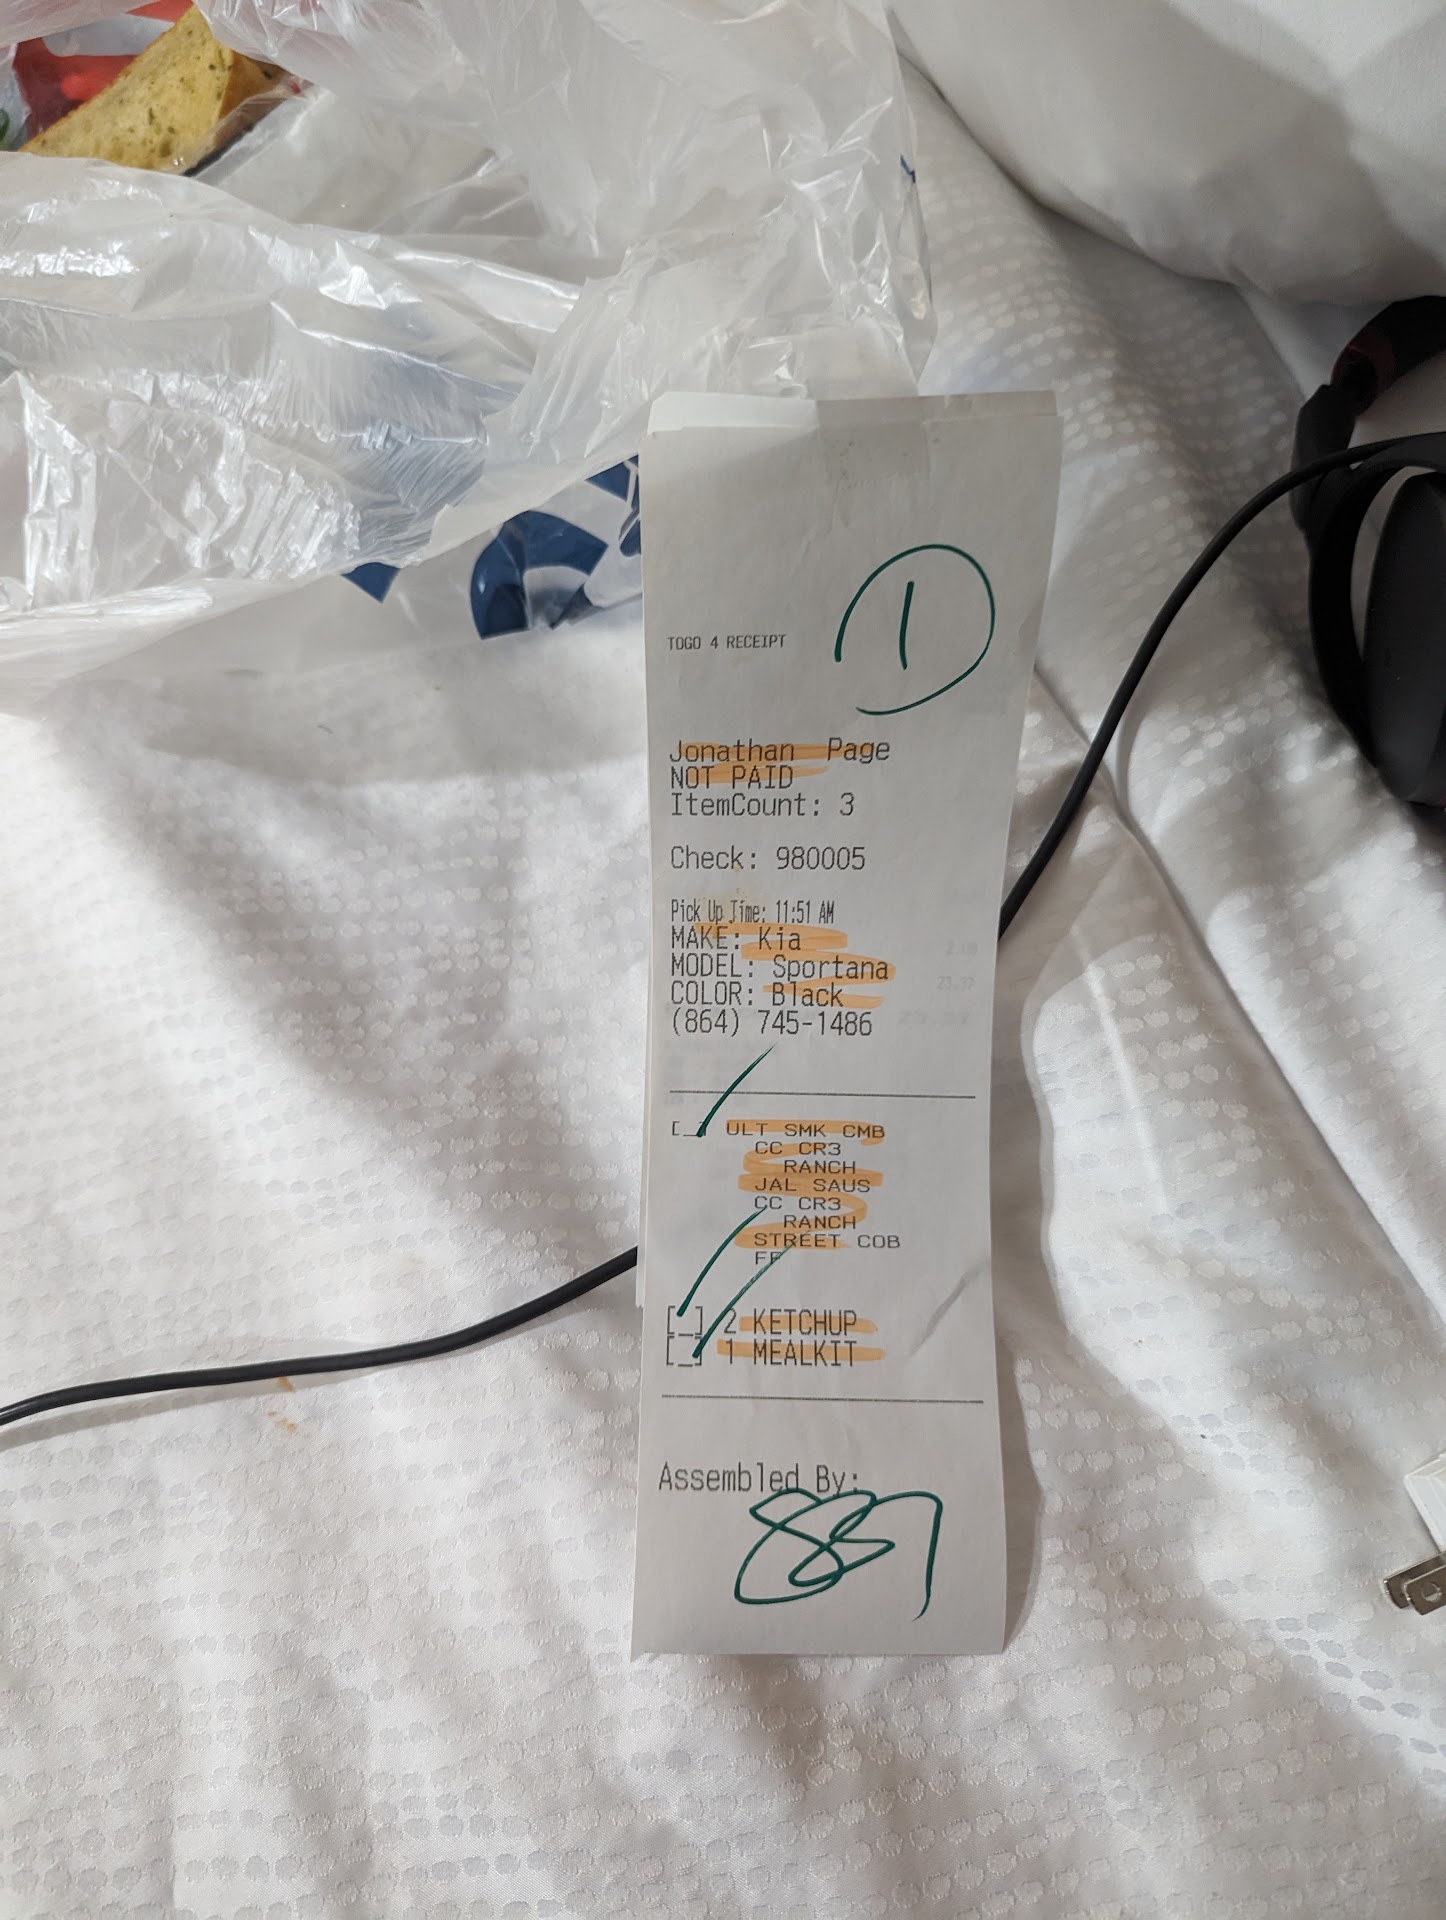 1
TOGO 4 RECEIPT
Jonathan Page
NOT PAID
ItemCount: 3
Check: 980005
Pick Up Time: 11:51 AM
MAKE: Kia
MODEL: Sportana
COLOR: Black
(864) 745-1486
[_] ULT SMK CMB
CC CR3
RANCH
JAL SAUS
CC CR3
RANCH
STREET COB
FF
[_] 2 KETCHUP
[_] 1 MEALKIT
Assembled By: